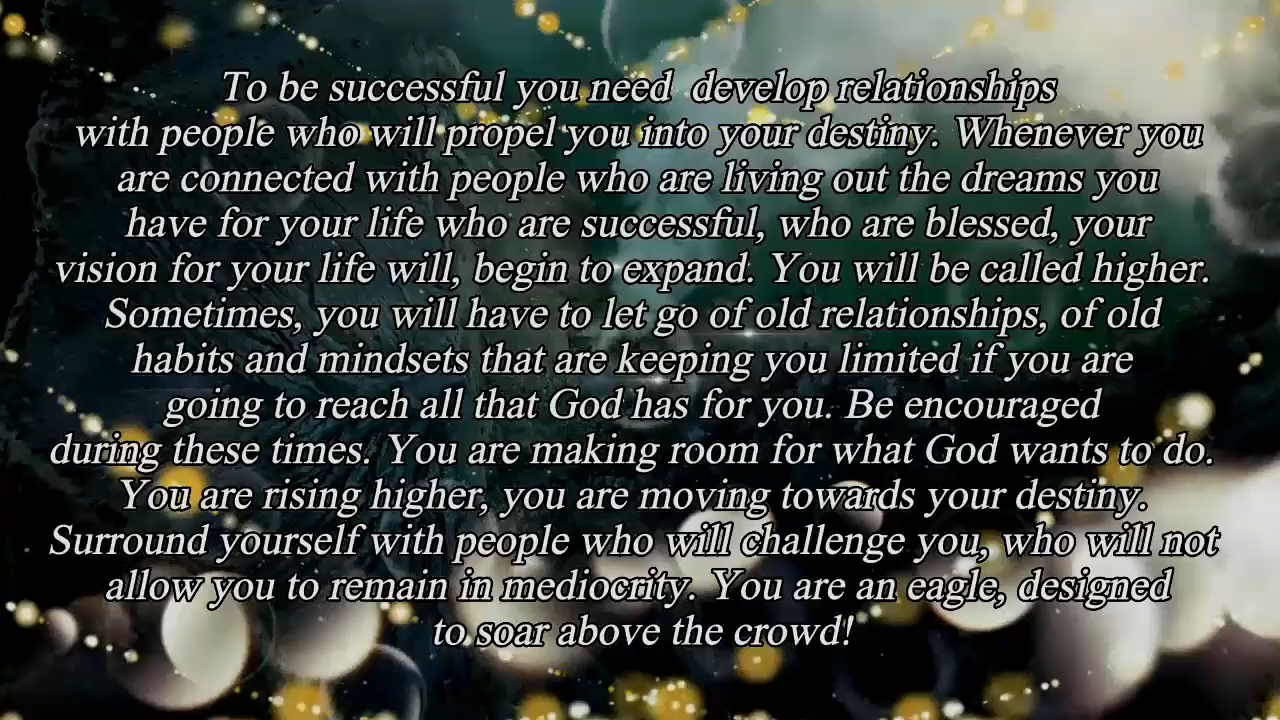 To be successful you need  develop relationships
with people who will propel you into your destiny. Whenever you
are connected with people who are living out the dreams you
have for your life who are successful, who are blessed, your
vision for your life will, begin to expand. You will be called higher.
Sometimes, you will have to let go of old relationships, of old
habits and mindsets that are keeping you limited if you are
going to reach all that God has for you. Be encouraged
during these times. You are making room for what God wants to do.
You are rising higher, you are moving towards your destiny.
Surround yourself with people who will challenge you, who will not
allow you to remain in mediocrity. You are an eagle, designed
to soar above the crowd!